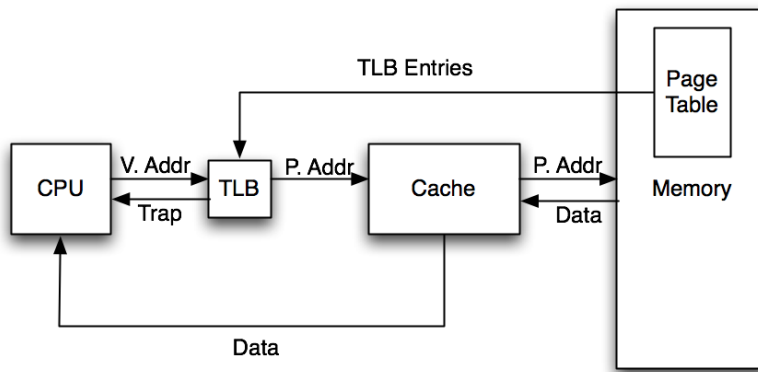 TLB Entries
Page
Table
V. Addr
P. Addr
P. Addr
CPU
TLB
Cache
Memory
Trap
Data
Data